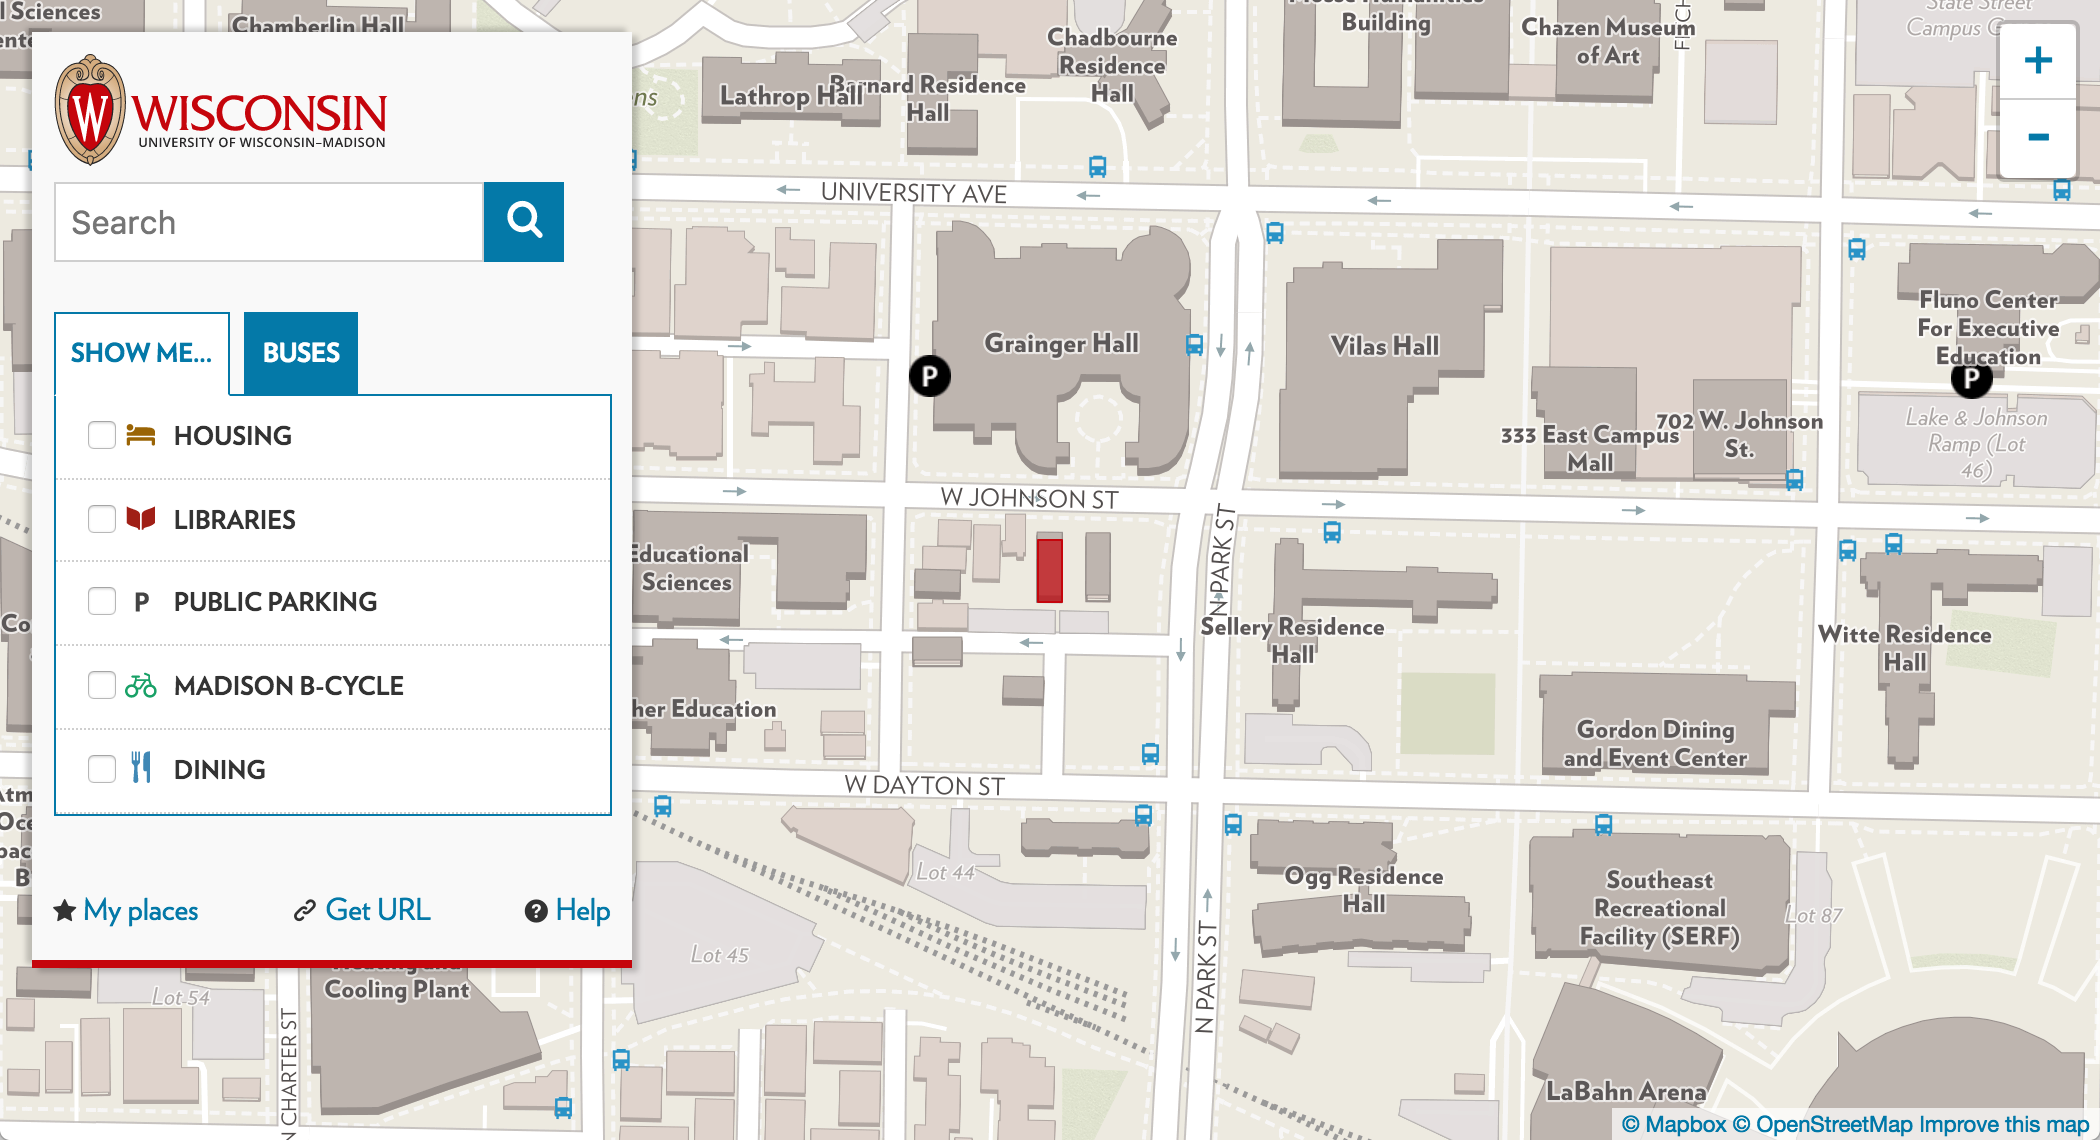 l Sciences
Chamberlin Hall
WISCONSIN
UNIVERSITY OF WISCONSIN–MADISON
Search
SHOW ME...
BUSES
HOUSING
LIBRARIES
P
PUBLIC PARKING
MADISON B-CYCLE
DINING
My places
Get URL
Help
Lathrop Hall
Barnard Residence
Hall
Chadbourne
Residence
Hall
Building
Chazen Museum
of Art
State Street
Campus
+
-
UNIVERSITY AVE
Grainger Hall
P
Vilas Hall
333 East Campus
Mall
702 W. Johnson
St.
Fluno Center
For Executive
Education
P
Lake & Johnson
Ramp (Lot
46)
W JOHNSON ST
N PARK ST
Educational
Sciences
Sellery Residence
Hall
Witte Residence
Hall
her Education
Gordon Dining
and Event Center
W DAYTON ST
Lot 44
Lot 45
Ogg Residence
Hall
Southeast
Recreational
Facility (SERF)
Lot 87
N PARK ST
Lot 54
Cooling Plant
N CHARTER ST
LaBahn Arena
© Mapbox © OpenStreetMap Improve this map